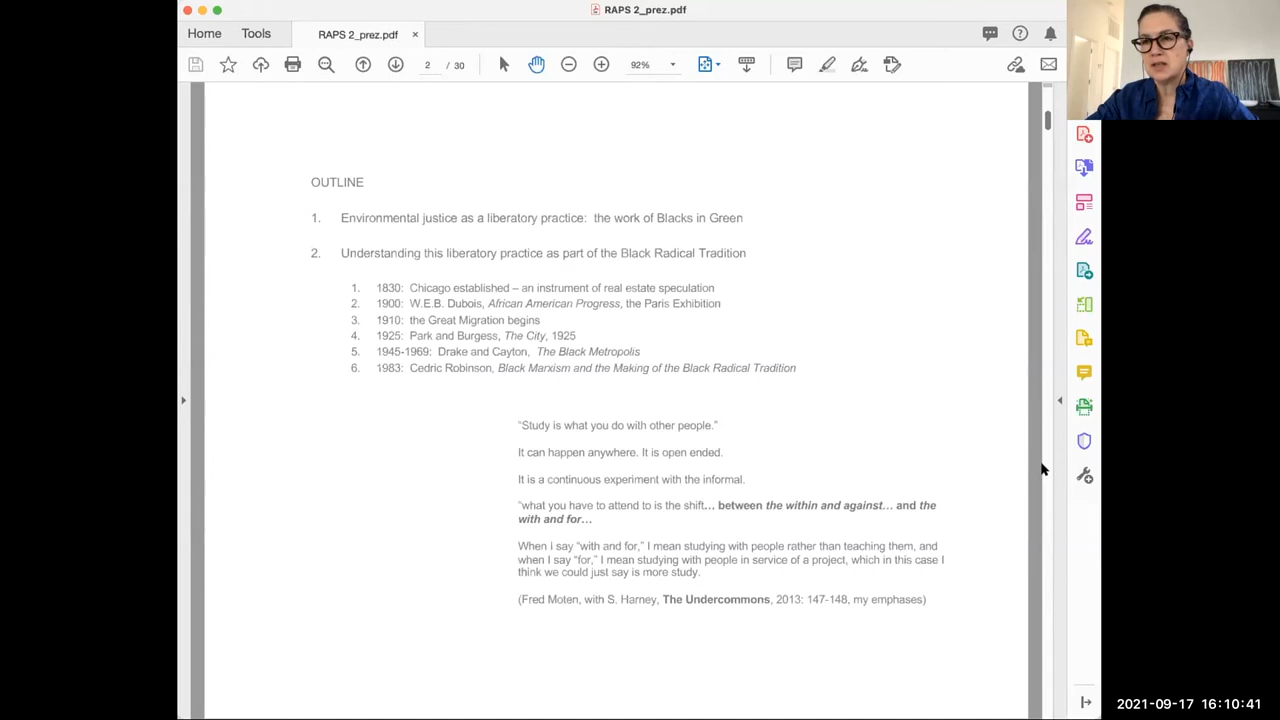 RAPS 2_prez.pdf
Home
Tools
RAPS 2_prez.pdf
×
2 / 30
92%
OUTLINE
1. Environmental justice as a liberatory practice: the work of Blacks in Green
2. Understanding this liberatory practice as part of the Black Radical Tradition
1. 1830: Chicago established – an instrument of real estate speculation
2. 1900: W.E.B. Dubois, African American Progress, the Paris Exhibition
3. 1910: the Great Migration begins
4. 1925: Park and Burgess, The City, 1925
5. 1945-1969: Drake and Cayton, The Black Metropolis
6. 1983: Cedric Robinson, Black Marxism and the Making of the Black Radical Tradition
“Study is what you do with other people.”
It can happen anywhere. It is open ended.
It is a continuous experiment with the informal.
“what you have to attend to is the shift… between the within and against… and the
with and for…
When I say “with and for,” I mean studying with people rather than teaching them, and
when I say “for,” I mean studying with people in service of a project, which in this case I
think we could just say is more study.
(Fred Moten, with S. Harney, The Undercommons, 2013: 147-148, my emphases)
2021-09-17 16:10:41